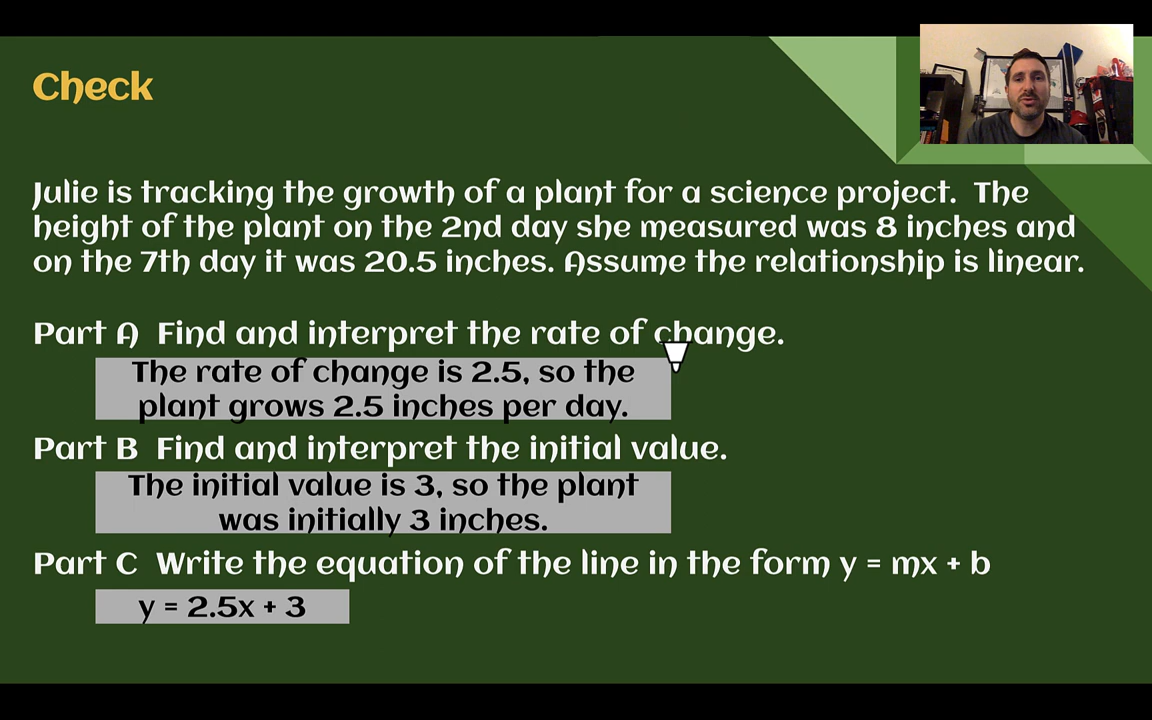 Check
Julie is tracking the growth of a plant for a science project. The
height of the plant on the 2nd day she measured was 8 inches and
on the 7th day it was 20.5 inches. Assume the relationship is linear.
Part A Find and interpret the rate of change.
The rate of change is 2.5, so the
plant grows 2.5 inches per day.
Part B Find and interpret the initial value.
The initial value is 3, so the plant
was initially 3 inches.
Part C Write the equation of the line in the form y = mx + b
y = 2.5x + 3